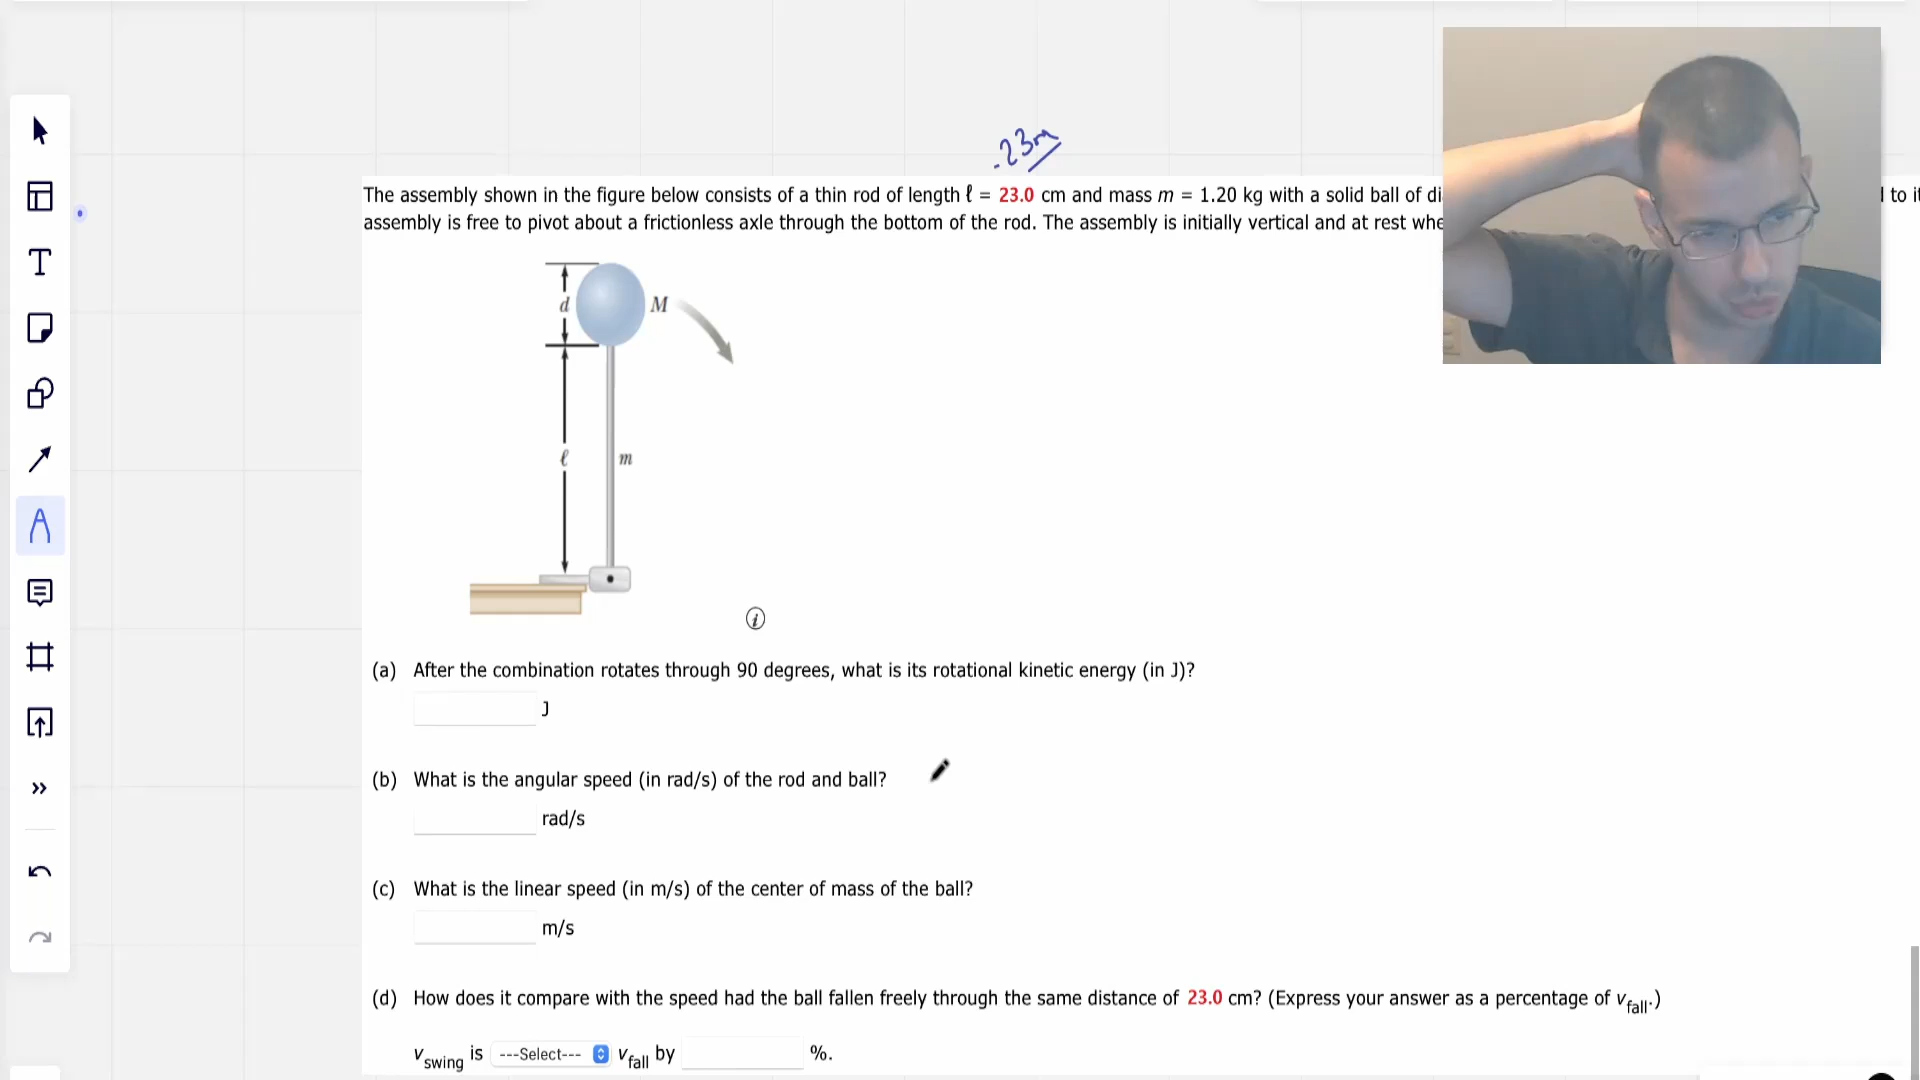 .23m
The assembly shown in the figure below consists of a thin rod of length ℓ = 23.0 cm and mass m = 1.20 kg with a solid ball of di
to it
assembly is free to pivot about a frictionless axle through the bottom of the rod. The assembly is initially vertical and at rest whe
d
M
ℓ
m
i
(a) After the combination rotates through 90 degrees, what is its rotational kinetic energy (in J)?
J
(b) What is the angular speed (in rad/s) of the rod and ball?
rad/s
(c) What is the linear speed (in m/s) of the center of mass of the ball?
m/s
(d) How does it compare with the speed had the ball fallen freely through the same distance of 23.0 cm? (Express your answer as a percentage of vfall.)
vswing is ---Select--- vfall by %.